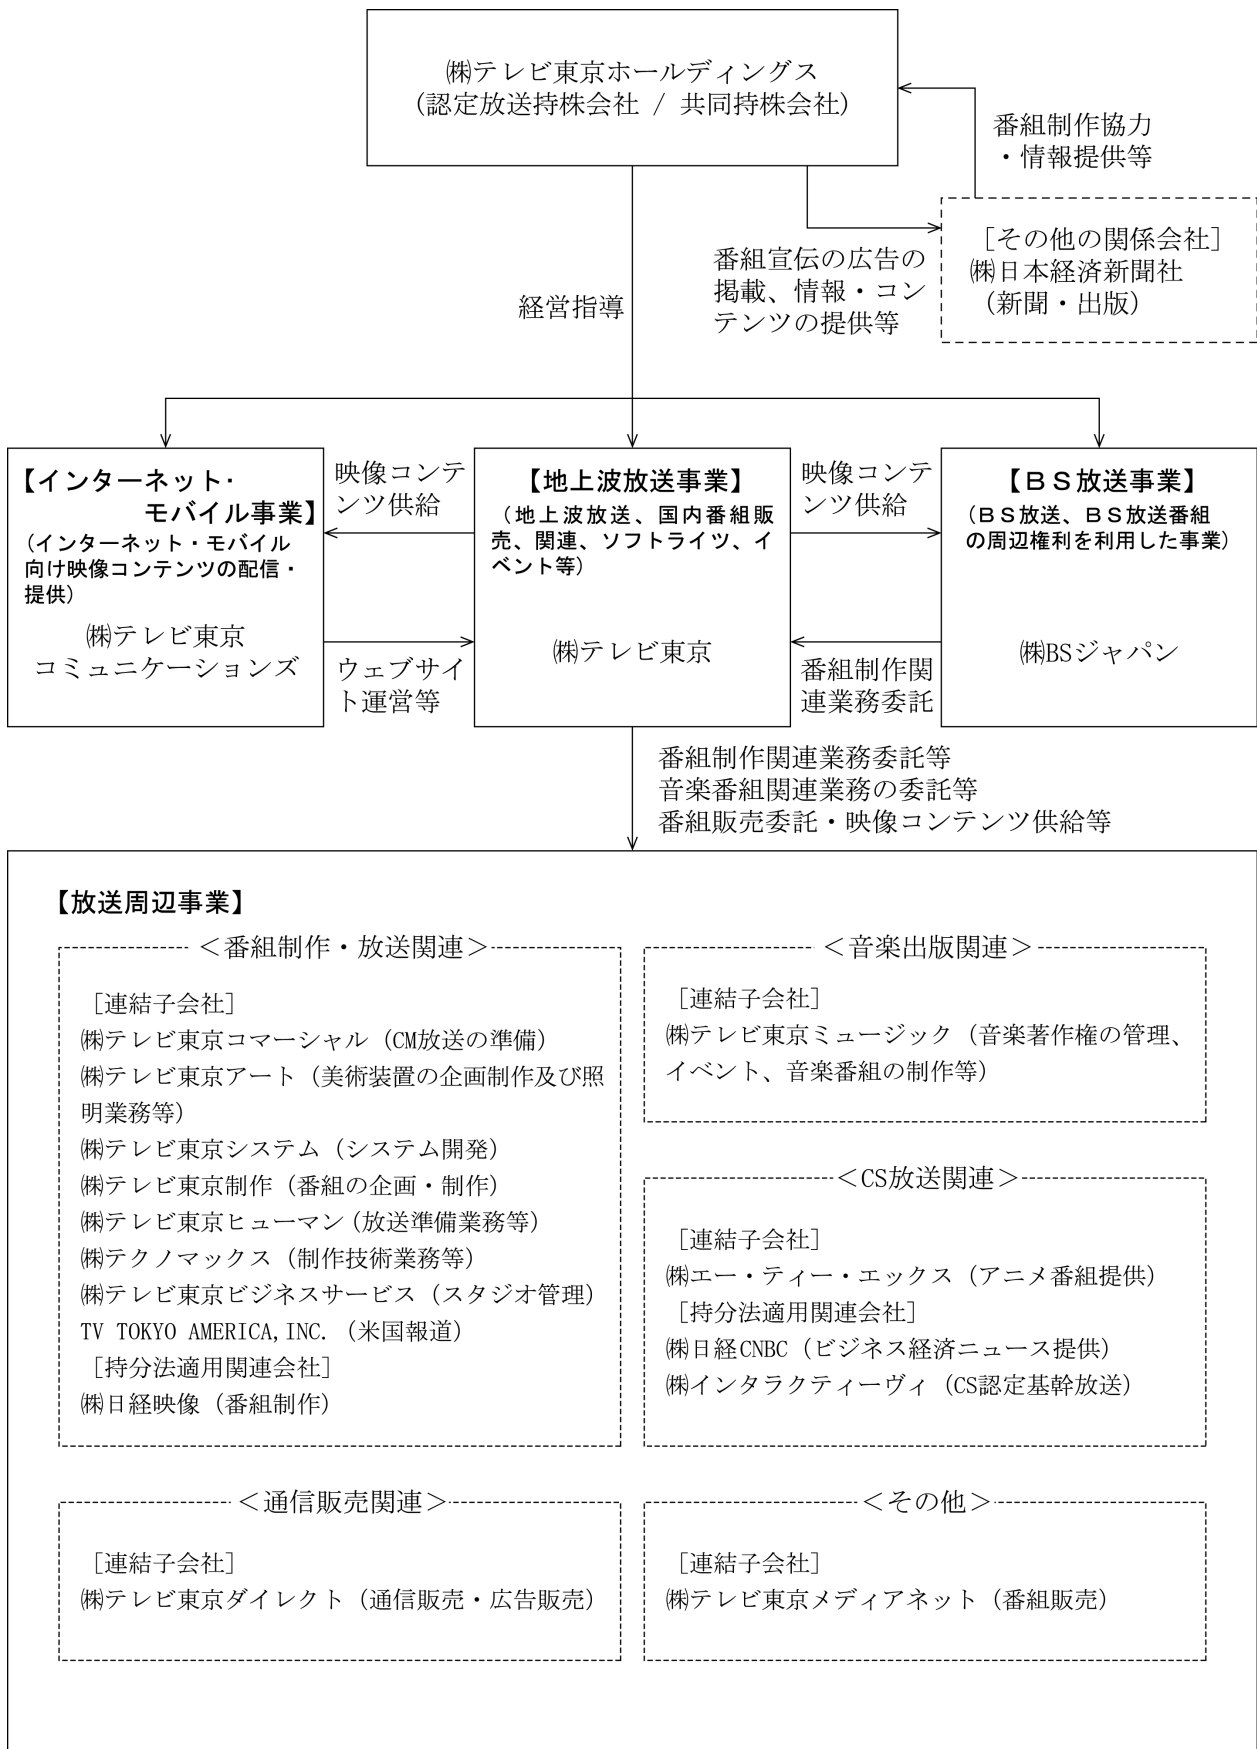 ㈱テレビ東京ホールディングス
(認定放送持株会社 / 共同持株会社)
番組制作協力
・情報提供等
［その他の関係会社］
㈱日本経済新聞社
（新聞・出版）
番組宣伝の広告の
掲載、情報・コン
テンツの提供等
経営指導
【インターネット・
モバイル事業】
(インターネット・モバイル
向け映像コンテンツの配信・
提供)
㈱テレビ東京
コミュニケーションズ
映像コンテ
ンツ供給
ウェブサイ
ト運営等
【地上波放送事業】
(地上波放送、国内番組販
売、関連、ソフトライツ、イ
ベント等)
㈱テレビ東京
映像コンテ
ンツ供給
番組制作関
連業務委託
【ＢＳ放送事業】
(ＢＳ放送、ＢＳ放送番組
の周辺権利を利用した事業)
㈱BSジャパン
番組制作関連業務委託等
音楽番組関連業務の委託等
番組販売委託・映像コンテンツ供給等
【放送周辺事業】
＜番組制作・放送関連＞
［連結子会社］
㈱テレビ東京コマーシャル（CM放送の準備）
㈱テレビ東京アート（美術装置の企画制作及び照
明業務等）
㈱テレビ東京システム（システム開発）
㈱テレビ東京制作（番組の企画・制作）
㈱テレビ東京ヒューマン（放送準備業務等）
㈱テクノマックス（制作技術業務等）
㈱テレビ東京ビジネスサービス（スタジオ管理）
TV TOKYO AMERICA,INC.（米国報道）
［持分法適用関連会社］
㈱日経映像（番組制作）
＜音楽出版関連＞
［連結子会社］
㈱テレビ東京ミュージック（音楽著作権の管理、
イベント、音楽番組の制作等）
＜CS放送関連＞
［連結子会社］
㈱エー・ティー・エックス（アニメ番組提供）
［持分法適用関連会社］
㈱日経CNBC（ビジネス経済ニュース提供）
㈱インタラクティーヴィ（CS認定基幹放送）
＜通信販売関連＞
［連結子会社］
㈱テレビ東京ダイレクト（通信販売・広告販売）
＜その他＞
［連結子会社］
㈱テレビ東京メディアネット（番組販売）